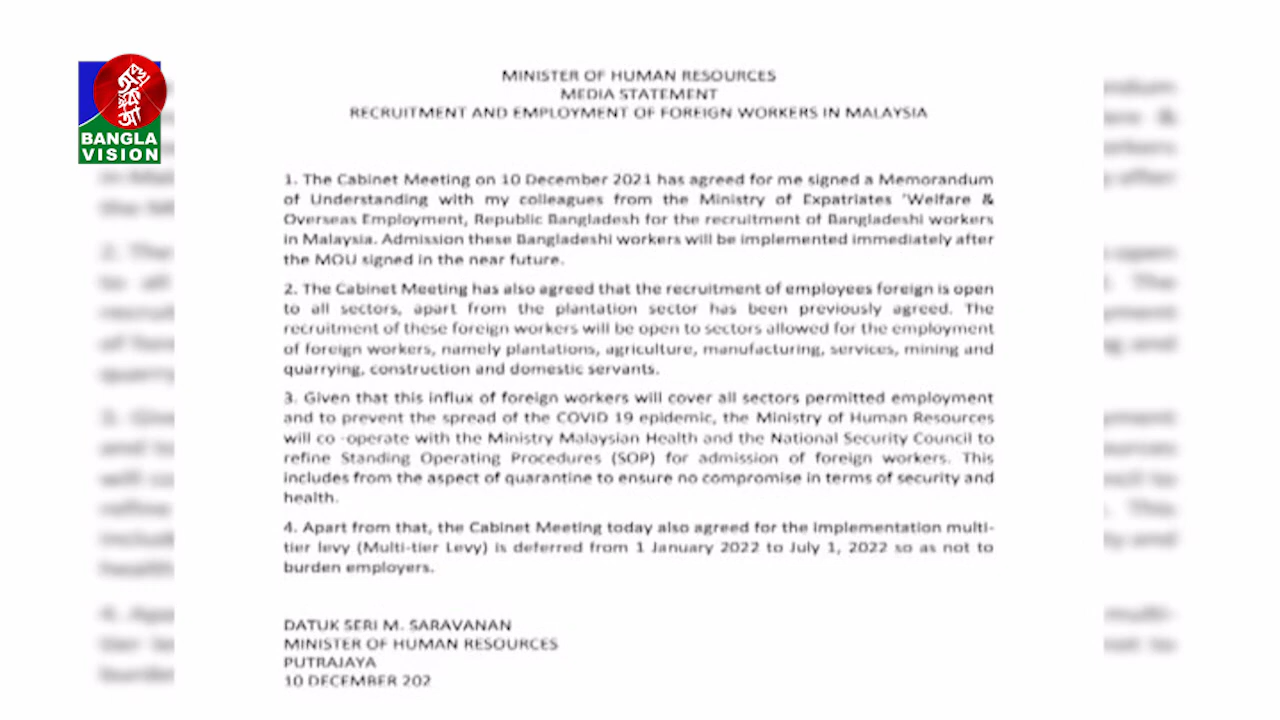 বাংলাভিশন
BANGLA
VISION
MINISTER OF HUMAN RESOURCES
MEDIA STATEMENT
RECRUITMENT AND EMPLOYMENT OF FOREIGN WORKERS IN MALAYSIA
1. The Cabinet Meeting on 10 December 2021 has agreed for me signed a Memorandum
of Understanding with my colleagues from the Ministry of Expatriates 'Welfare &
Overseas Employment, Republic Bangladesh for the recruitment of Bangladeshi workers
in Malaysia. Admission these Bangladeshi workers will be implemented immediately after
the MOU signed in the near future.
2. The Cabinet Meeting has also agreed that the recruitment of employees foreign is open
to all sectors, apart from the plantation sector has been previously agreed. The
recruitment of these foreign workers will be open to sectors allowed for the employment
of foreign workers, namely plantations, agriculture, manufacturing, services, mining and
quarrying, construction and domestic servants.
3. Given that this influx of foreign workers will cover all sectors permitted employment
and to prevent the spread of the COVID 19 epidemic, the Ministry of Human Resources
will co -operate with the Ministry Malaysian Health and the National Security Council to
refine Standing Operating Procedures (SOP) for admission of foreign workers. This
includes from the aspect of quarantine to ensure no compromise in terms of security and
health.
4. Apart from that, the Cabinet Meeting today also agreed for the implementation multi-
tier levy (Multi-tier Levy) is deferred from 1 January 2022 to July 1, 2022 so as not to
burden employers.
DATUK SERI M. SARAVANAN
MINISTER OF HUMAN RESOURCES
PUTRAJAYA
10 DECEMBER 202